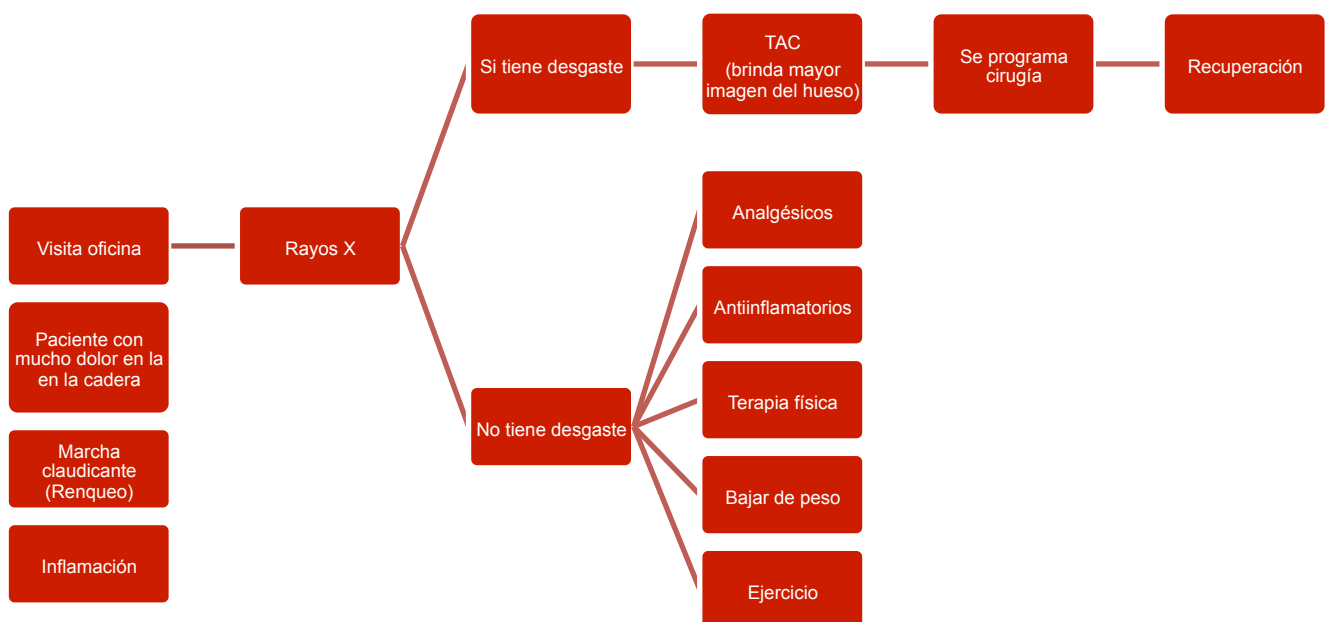 Visita oficina
Paciente con
mucho dolor en la
en la cadera
Marcha
claudicante
(Renqueo)
Inflamación
Rayos X
Si tiene desgaste
TAC
(brinda mayor
imagen del hueso)
Se programa
cirugía
Recuperación
No tiene desgaste
Analgésicos
Antiinflamatorios
Terapia física
Bajar de peso
Ejercicio